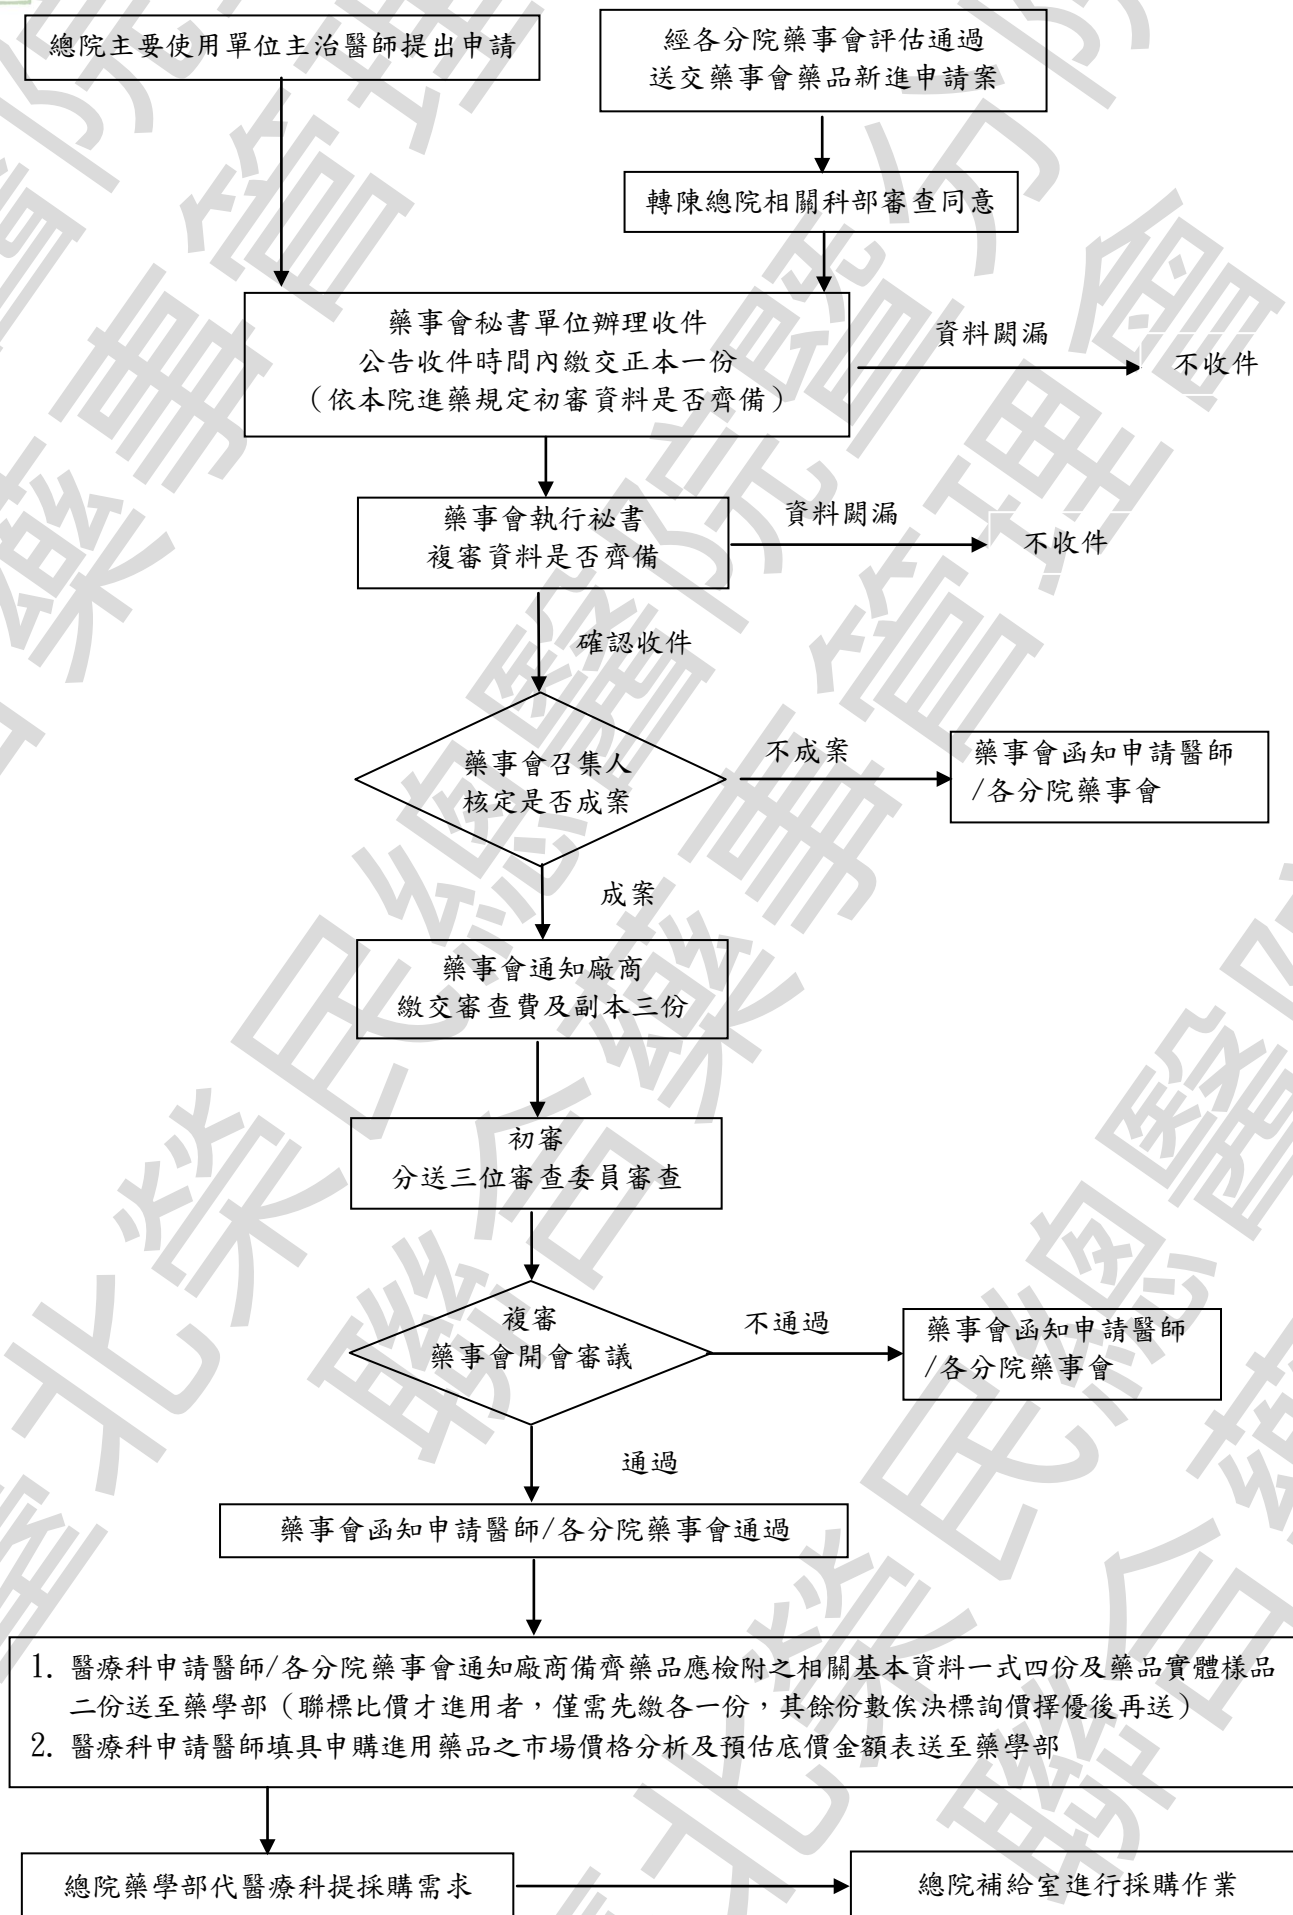 總院主要使用單位主治醫師提出申請
經各分院藥事會評估通過
送交藥事會藥品新進申請案
轉陳總院相關科部審查同意
藥事會秘書單位辦理收件
公告收件時間內繳交正本一份
（依本院進藥規定初審資料是否齊備）
資料闕漏
不收件
藥事會執行祕書
複審資料是否齊備
資料闕漏
不收件
確認收件
藥事會召集人
核定是否成案
不成案
藥事會函知申請醫師
/各分院藥事會
成案
藥事會通知廠商
繳交審查費及副本三份
初審
分送三位審查委員審查
複審
藥事會開會審議
不通過
藥事會函知申請醫師
/各分院藥事會
通過
藥事會函知申請醫師/各分院藥事會通過
1. 醫療科申請醫師/各分院藥事會通知廠商備齊藥品應檢附之相關基本資料一式四份及藥品實體樣品
二份送至藥學部（聯標比價才進用者，僅需先繳各一份，其餘份數俟決標詢價擇優後再送）
2. 醫療科申請醫師填具申購進用藥品之市場價格分析及預估底價金額表送至藥學部
總院藥學部代醫療科提採購需求
總院補給室進行採購作業
臺北榮民總醫院暨分院
聯合藥事管理會